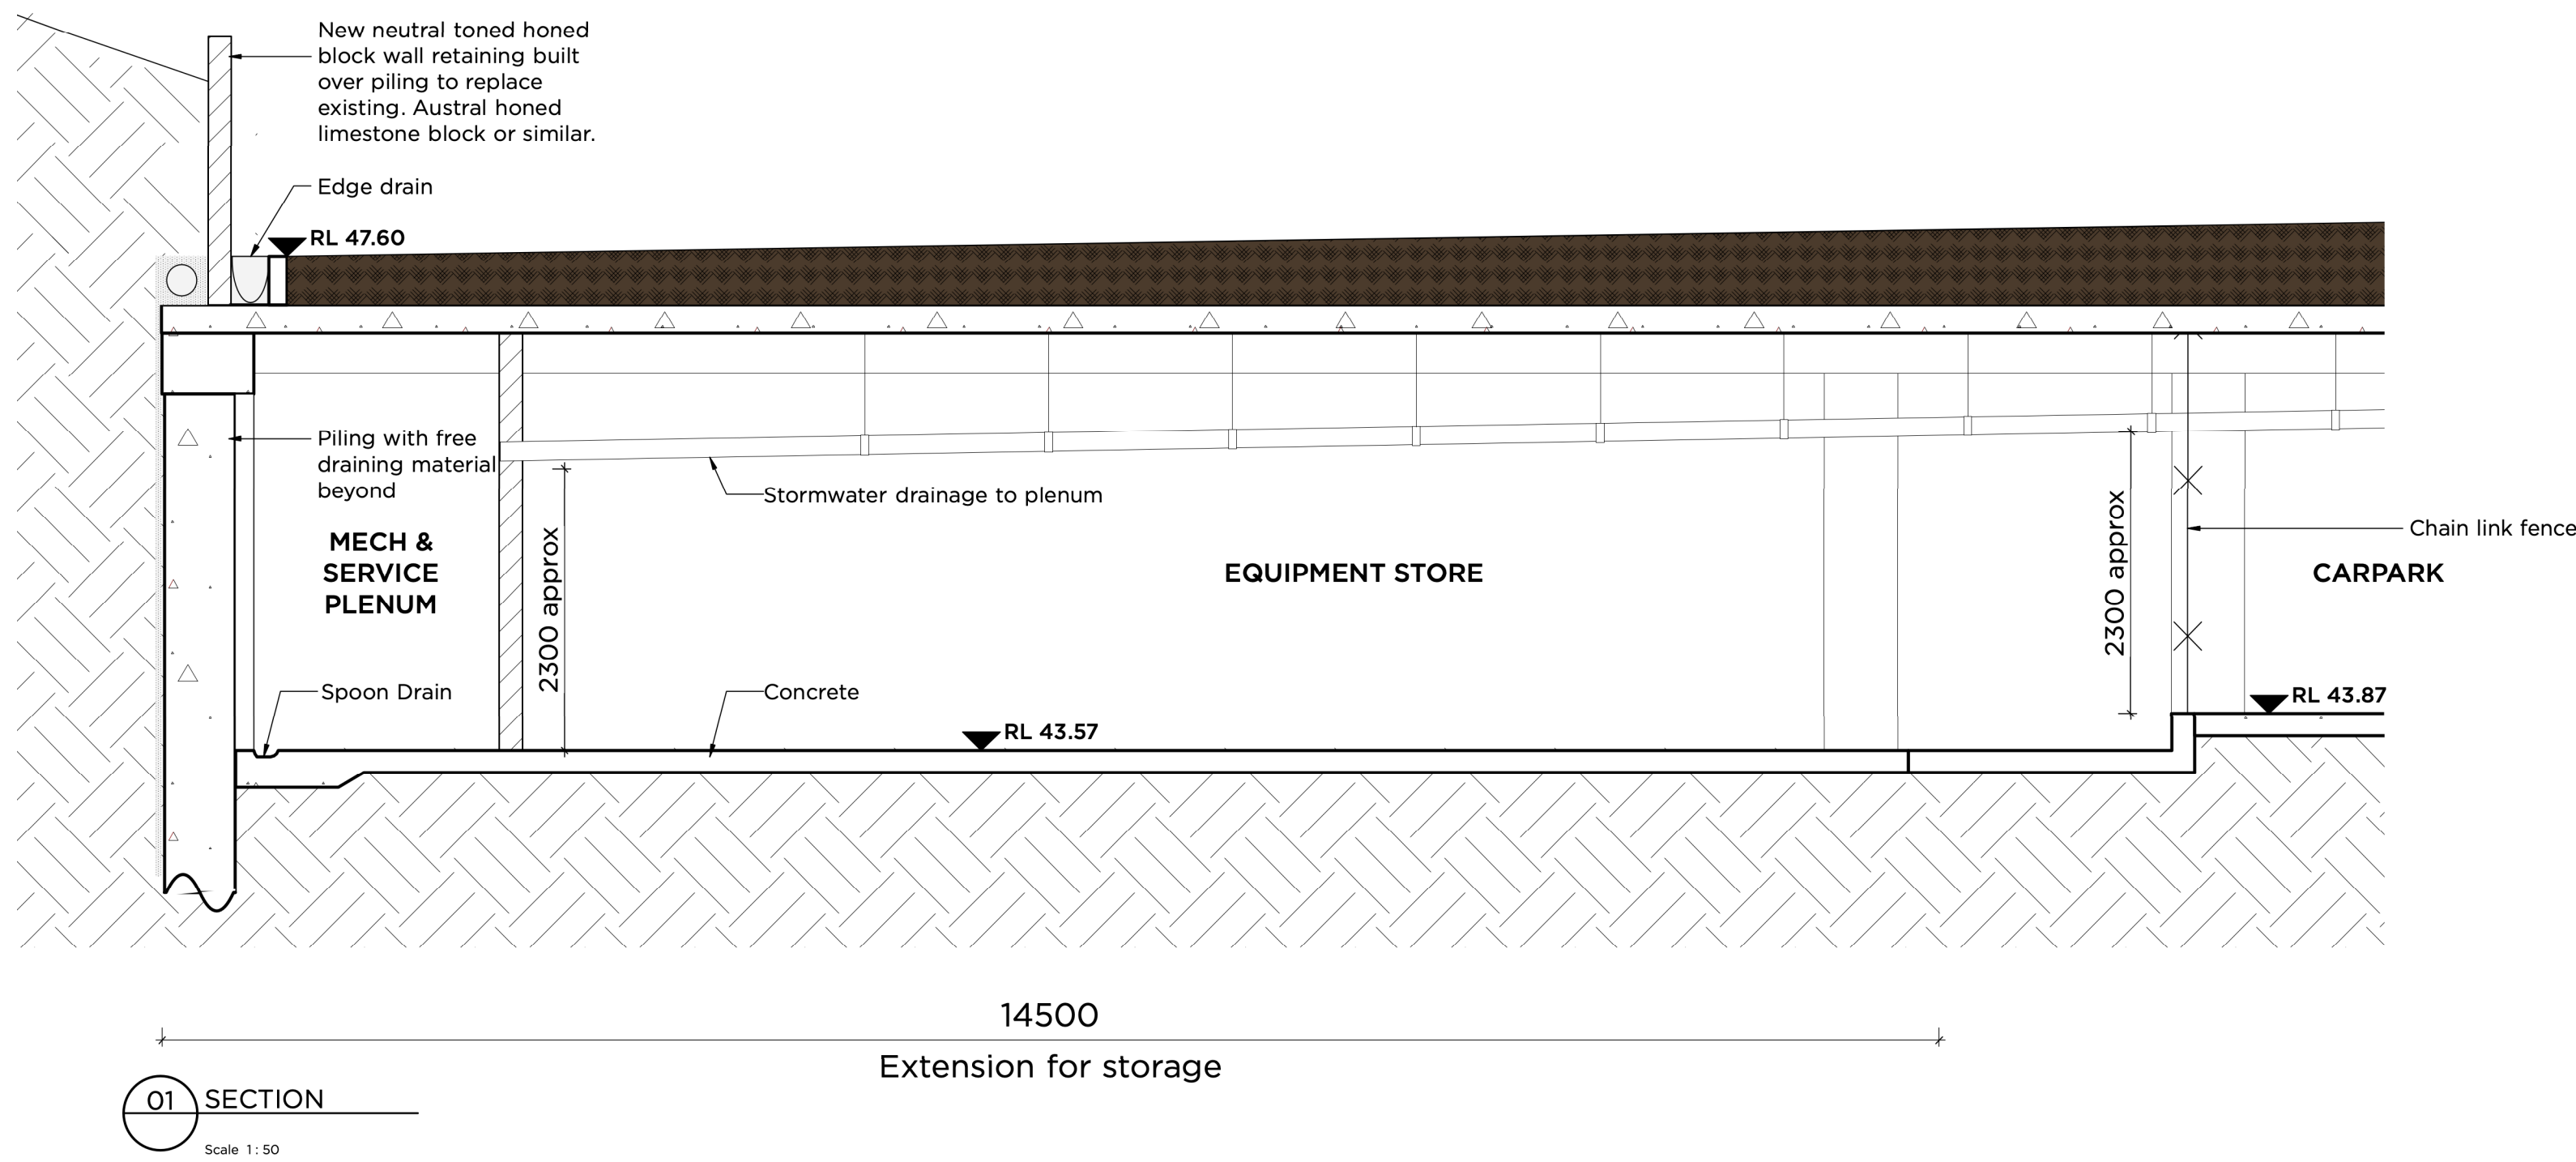 New neutral toned honed
block wall retaining built
over piling to replace
existing. Austral honed
limestone block or similar.
Edge drain
RL 47.60
Piling with free
draining material
beyond
Stormwater drainage to plenum
MECH &
SERVICE
PLENUM
2300 approx
EQUIPMENT STORE
2300 approx
Chain link fence
CARPARK
Spoon Drain
Concrete
RL 43.57
RL 43.87
14500
Extension for storage
01 SECTION
Scale 1 : 50